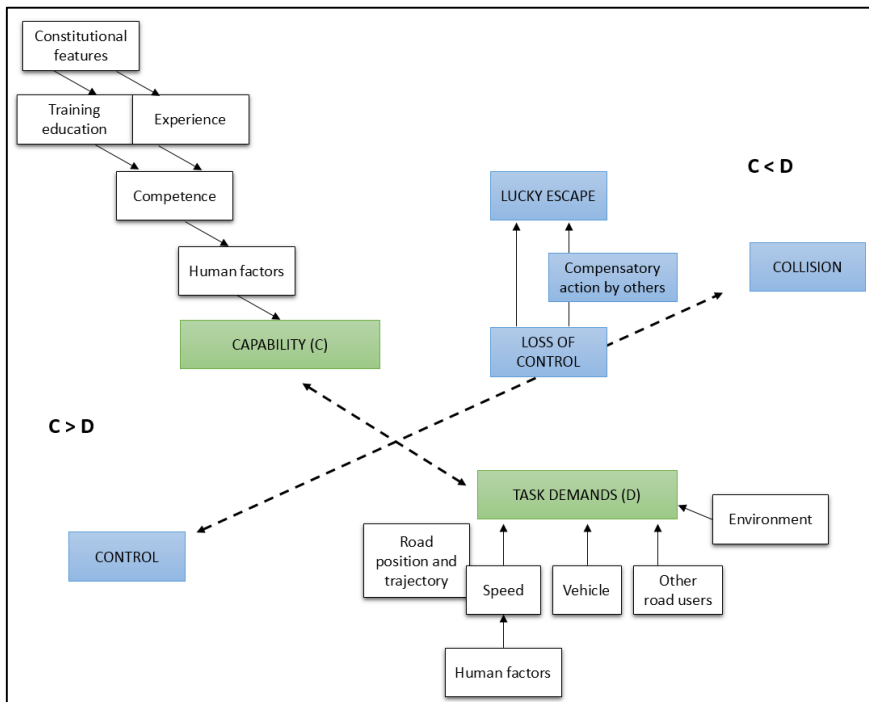 Constitutional
features
Training
education
Experience
Competence
Human factors
CAPABILITY (C)
LUCKY ESCAPE
C < D
Compensatory
action by others
COLLISION
LOSS OF
CONTROL
C > D
TASK DEMANDS (D)
Environment
CONTROL
Road
position and
trajectory
Speed
Vehicle
Other
road users
Human factors